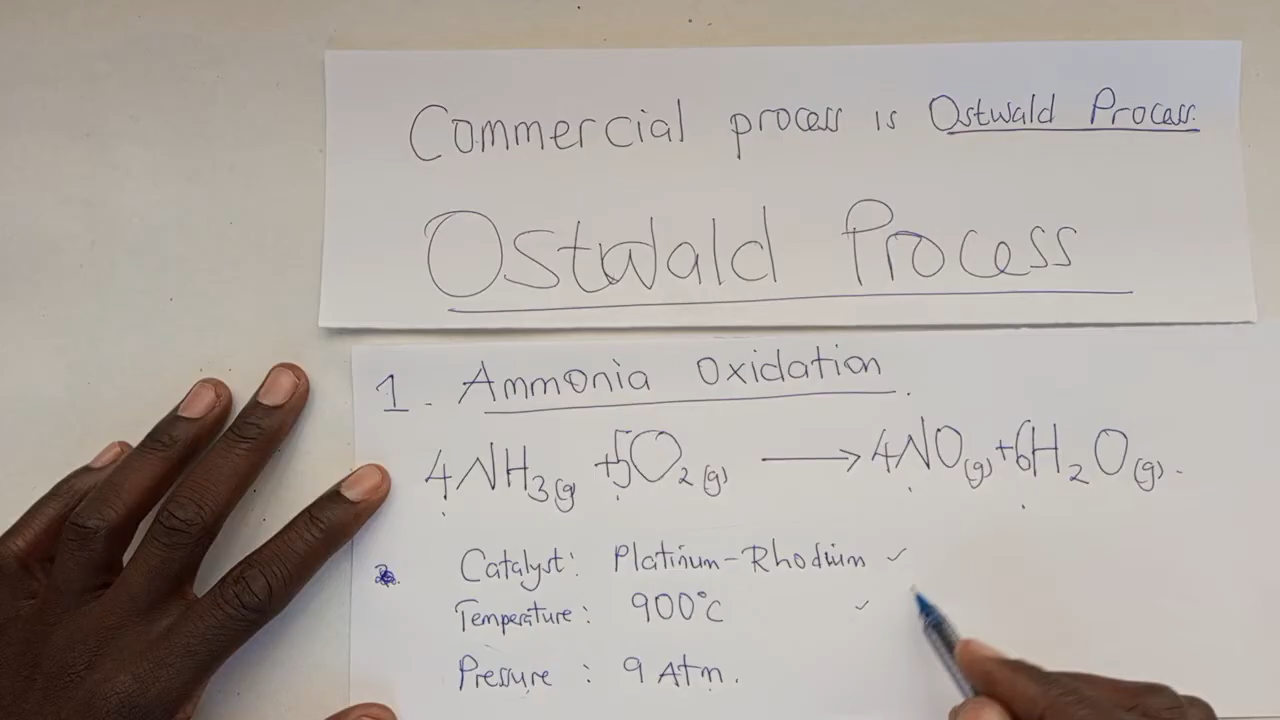 Commercial process is Ostwald Process.
Ostwald Process
1. Ammonia Oxidation.
4NH₃(g) +5O₂(g) ⟶ 4NO(g)+6H₂O(g).
Catalyst: Platinum-Rhodium ✓
Temperature: 900°C ✓
Pressure : 9 Atm.